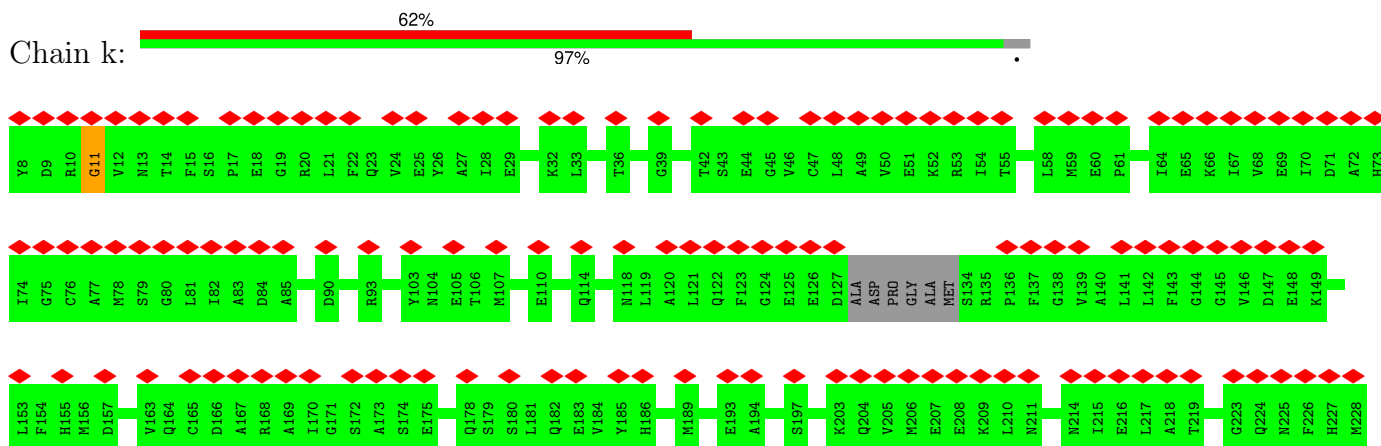 62%
Chain k:
97%
.
Y8 D9 R10 G11 V12 N13 T14 F15 S16 P17 E18 G19 R20 L21 F22 Q23 V24 E25 Y26 A27 I28 E29 K32 L33 T36 G39 T42 S43 E44 G45 V46 C47 L48 A49 V50 E51 K52 R53 I54 T55 L58 M59 E60 P61 I64 E65 K66 I67 V68 E69 I70 D71 A72 H73
I74 G75 C76 A77 M78 S79 G80 L81 I82 A83 D84 A85 D90 R93 Y103 N104 E105 T106 M107 E110 Q114 N118 L119 A120 L121 Q122 F123 G124 E125 E126 D127 ALA ASP PRO GLY ALA MET S134 R135 P136 F137 G138 V139 A140 L141 L142 F143 G144 G145 V146 D147 E148 K149
L153 F154 H155 M156 D157 V163 Q164 C165 D166 A167 R168 A169 I170 G171 S172 A173 S174 E175 Q178 S179 S180 L181 Q182 E183 V184 Y185 H186 M189 E193 A194 S197 K203 Q204 V205 M206 E207 E208 K209 L210 N211 N214 I215 E216 L217 A218 T219 G223 Q224 N225 F226 H227 M228